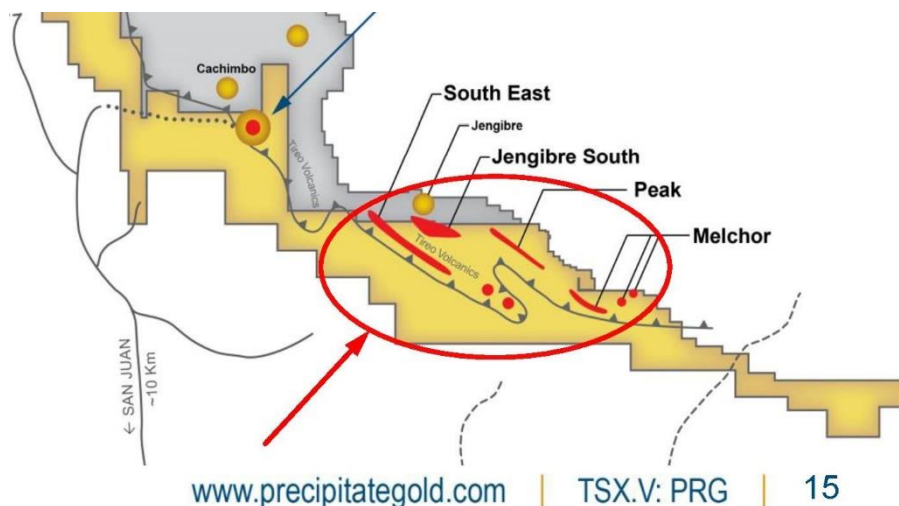 Cachimbo
South East
Jengibre
Jengibre South
Tireo Volcanics
Peak
Tireo Volcanics
Melchor
← SAN JUAN
~10 Km
www.precipitategold.com | TSX.V: PRG | 15